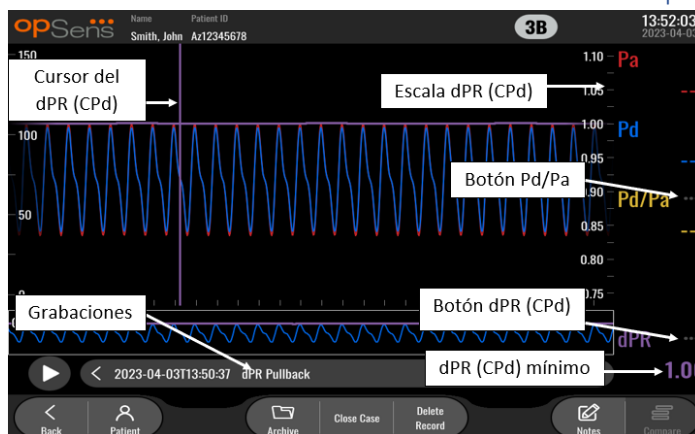 opSens
Name
Patient ID
Smith, John
Az12345678
3B
13:52:03
2023-04-03
150
1.10
Pa
Cursor del
dPR (CPd)
Escala dPR (CPd)
1.05
100
1.00
Pd
0.95
Botón Pd/Pa
0.90
Pd/Pa
50
0.85
0.80
0.75
Grabaciones
Botón dPR (CPd)
dPR
2023-04-03T13:50:37 dPR Pullback
dPR (CPd) mínimo
1.0
Back
Patient
Archive
Close Case
Delete
Record
Notes
Compare